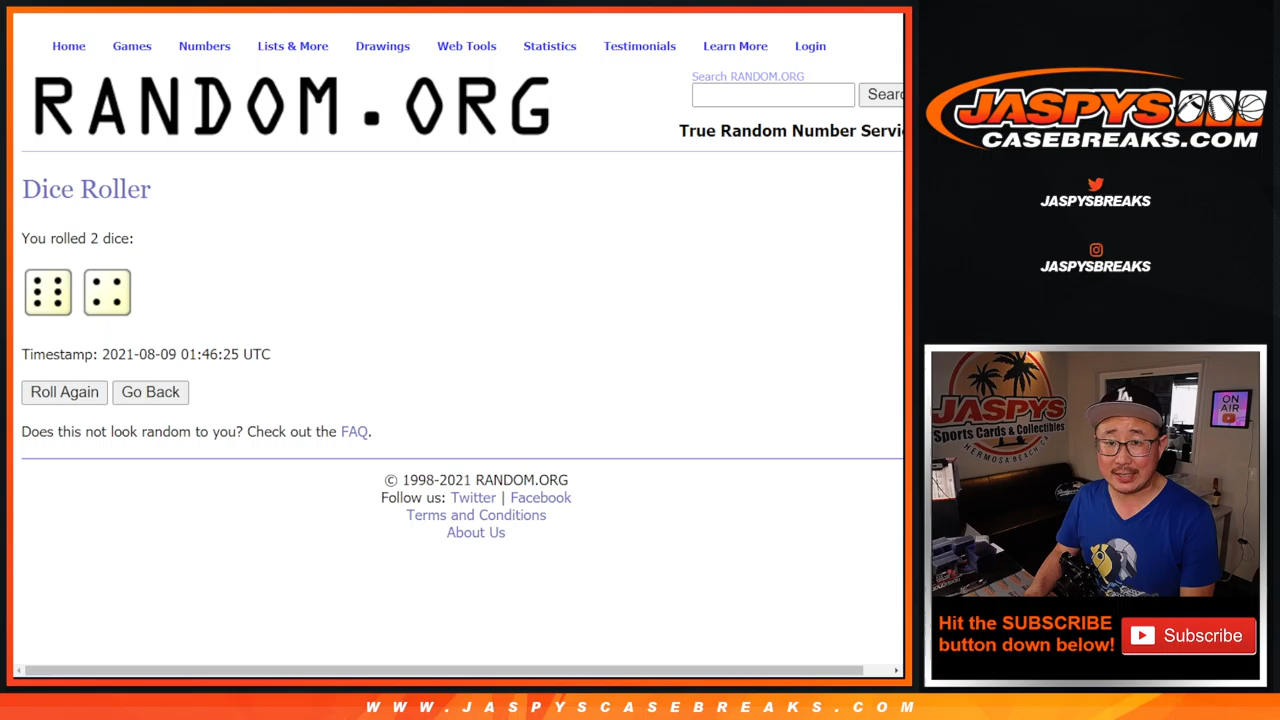 Home Games Numbers Lists & More Drawings Web Tools Statistics Testimonials Learn More Login
RANDOM.ORG
Search RANDOM.ORG
Searc
True Random Number Servi
Dice Roller
You rolled 2 dice:
Timestamp: 2021-08-09 01:46:25 UTC
Roll Again Go Back
Does this not look random to you? Check out the FAQ.
© 1998-2021 RANDOM.ORG
Follow us: Twitter | Facebook
Terms and Conditions
About Us
JASPYS
CASEBREAKS.COM
JASPYSBREAKS
JASPYSBREAKS
JASPYS
Sports Cards & Collectibles
HERMOSA BEACH, CA
ON
AIR
LA
Hit the SUBSCRIBE
button down below!
Subscribe
WWW.JASPYSCASEBREAKS.COM